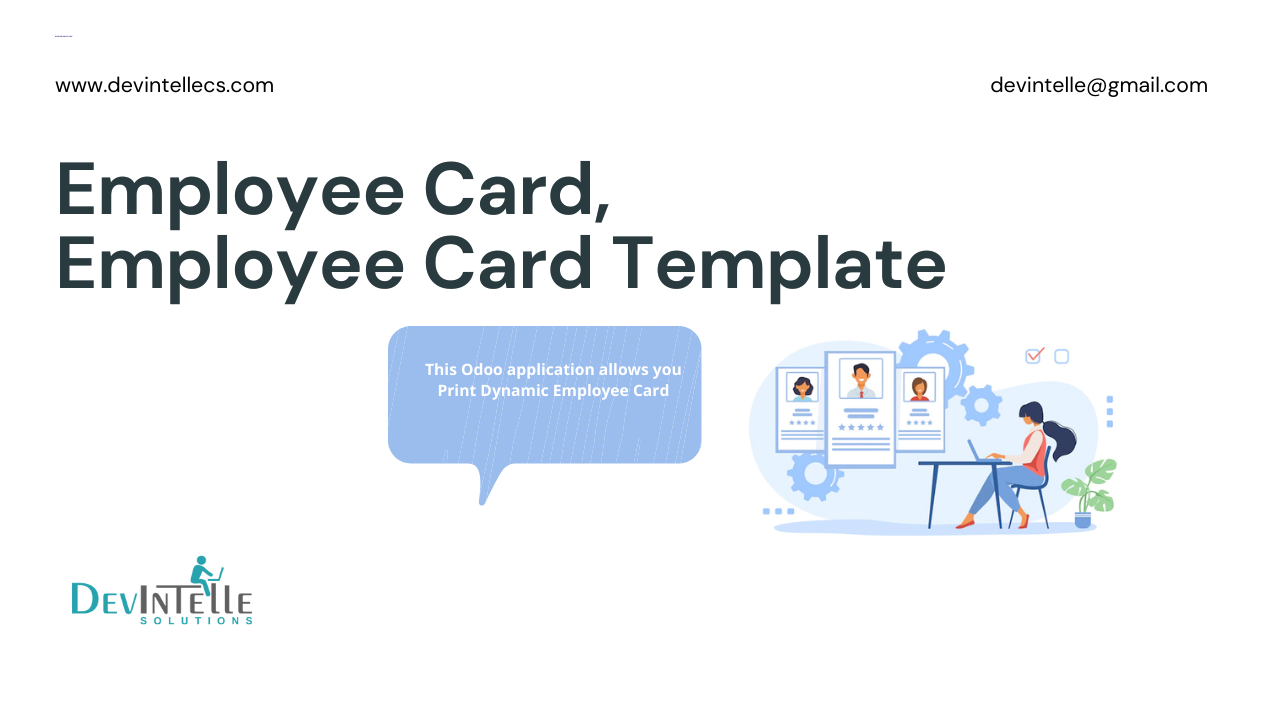 www.devintellecs.com
devintelle@gmail.com
Employee Card,
Employee Card Template
This Odoo application allows you
Print Dynamic Employee Card
DEVINTELLE
SOLUTIONS